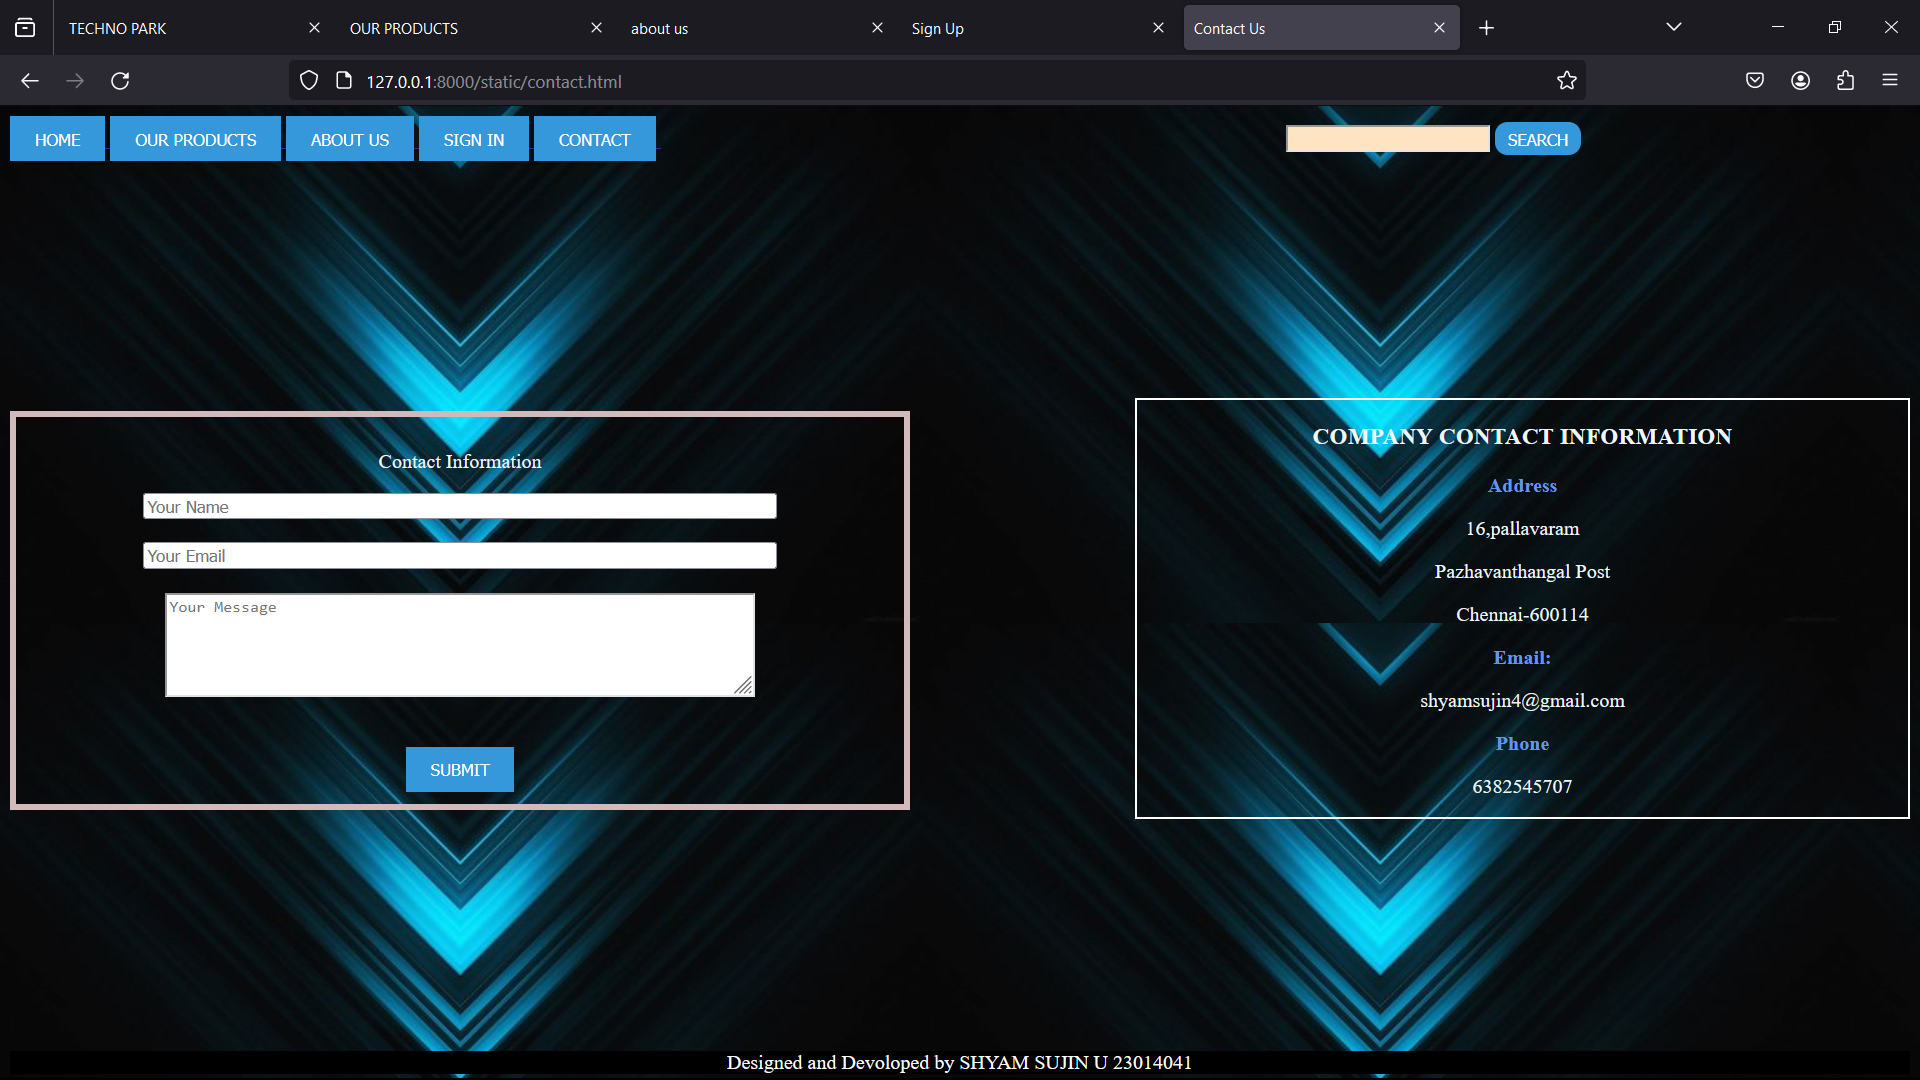 TECHNO PARK
OUR PRODUCTS
about us
Sign Up
Contact Us
127.0.0.1:8000/static/contact.html
HOME
OUR PRODUCTS
ABOUT US
SIGN IN
CONTACT
SEARCH
Contact Information
Your Name
Your Email
Your Message
SUBMIT
COMPANY CONTACT INFORMATION
Address
16,pallavaram
Pazhavanthangal Post
Chennai-600114
Email:
shyamsujin4@gmail.com
Phone
6382545707
Designed and Devoloped by SHYAM SUJIN U 23014041